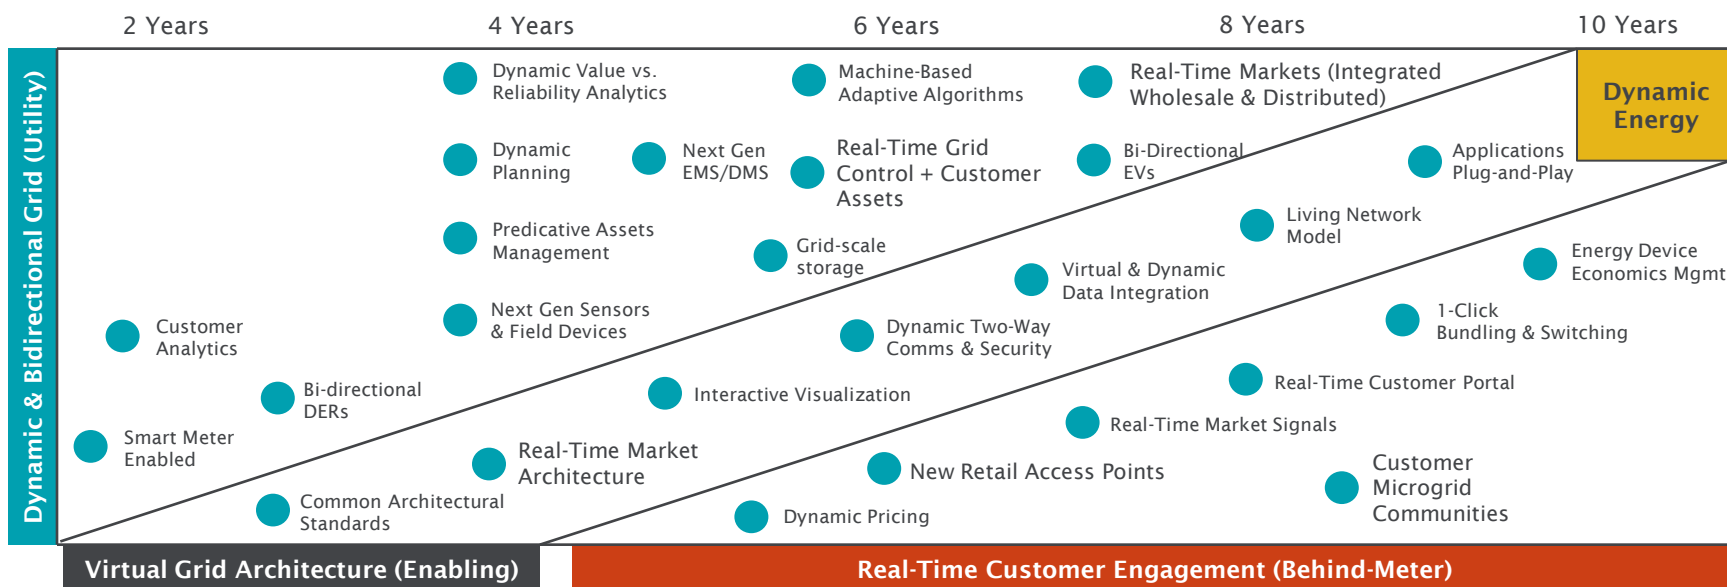 2 Years
4 Years
6 Years
8 Years
10 Years
Dynamic & Bidirectional Grid (Utility)
Dynamic Value vs.
Reliability Analytics
Machine-Based
Adaptive Algorithms
Real-Time Markets (Integrated
Wholesale & Distributed)
Dynamic
Energy
Dynamic
Planning
Next Gen
EMS/DMS
Real-Time Grid
Control + Customer
Assets
Bi-Directional
EVs
Applications
Plug-and-Play
Predicative Assets
Management
Grid-scale
storage
Living Network
Model
Virtual & Dynamic
Data Integration
Energy Device
Economics Mgmt
Customer
Analytics
Next Gen Sensors
& Field Devices
Dynamic Two-Way
Comms & Security
1-Click
Bundling & Switching
Bi-directional
DERs
Interactive Visualization
Real-Time Customer Portal
Smart Meter
Enabled
Real-Time Market
Architecture
Real-Time Market Signals
New Retail Access Points
Customer
Microgrid
Communities
Common Architectural
Standards
Dynamic Pricing
Virtual Grid Architecture (Enabling)
Real-Time Customer Engagement (Behind-Meter)